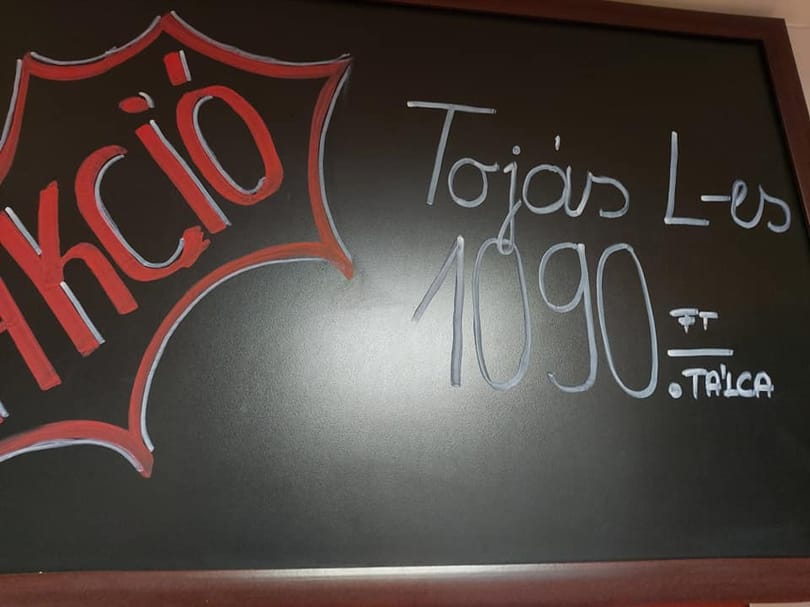 AKCIÓ
Tojás L-es
1090 FT
.TÁLCA